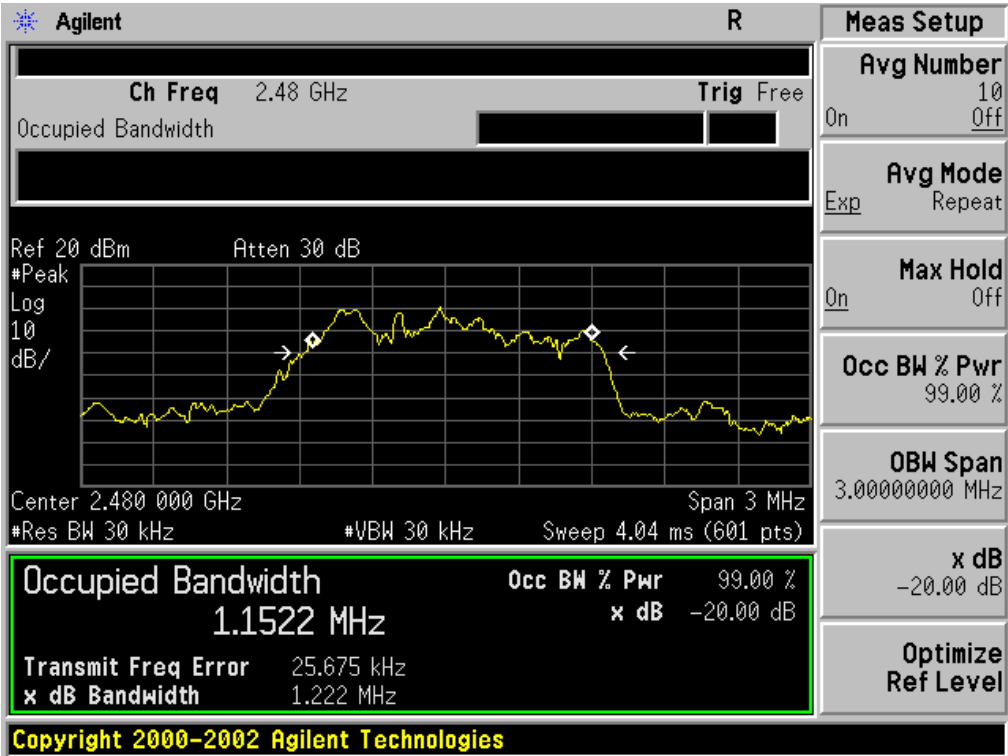 Agilent R Meas Setup
Ch Freq 2.48 GHz Trig Free
Occupied Bandwidth
Ref 20 dBm Atten 30 dB
#Peak
Log
10
dB/
Center 2.480 000 GHz Span 3 MHz
#Res BW 30 kHz #VBW 30 kHz Sweep 4.04 ms (601 pts)
Occupied Bandwidth
1.1522 MHz
Occ BW % Pwr 99.00 %
x dB -20.00 dB
Transmit Freq Error 25.675 kHz
x dB Bandwidth 1.222 MHz
Avg Number
10
On Off
Avg Mode
Exp Repeat
Max Hold
On Off
Occ BW % Pwr
99.00 %
OBW Span
3.00000000 MHz
x dB
-20.00 dB
Optimize
Ref Level
Copyright 2000-2002 Agilent Technologies